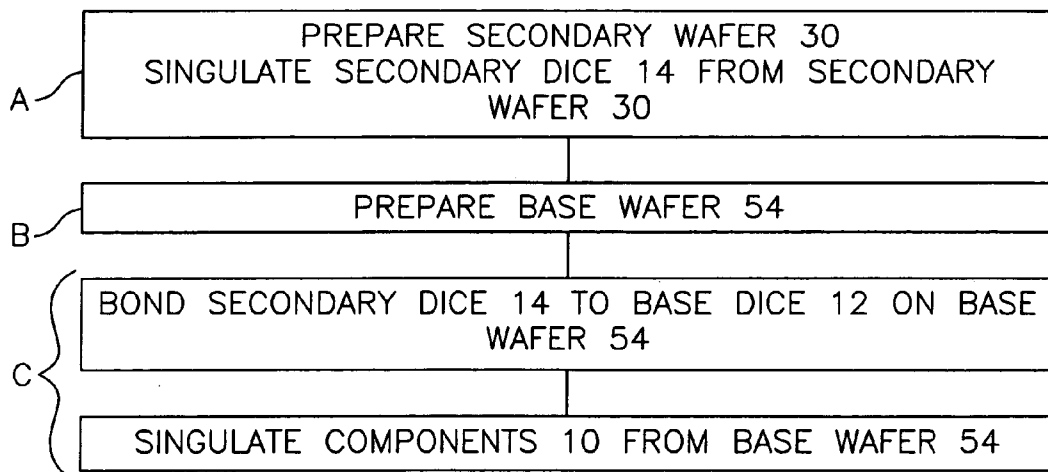 PREPARE SECONDARY WAFER 30
SINGULATE SECONDARY DICE 14 FROM SECONDARY
WAFER 30
A
PREPARE BASE WAFER 54
B
BOND SECONDARY DICE 14 TO BASE DICE 12 ON BASE
WAFER 54
C
SINGULATE COMPONENTS 10 FROM BASE WAFER 54